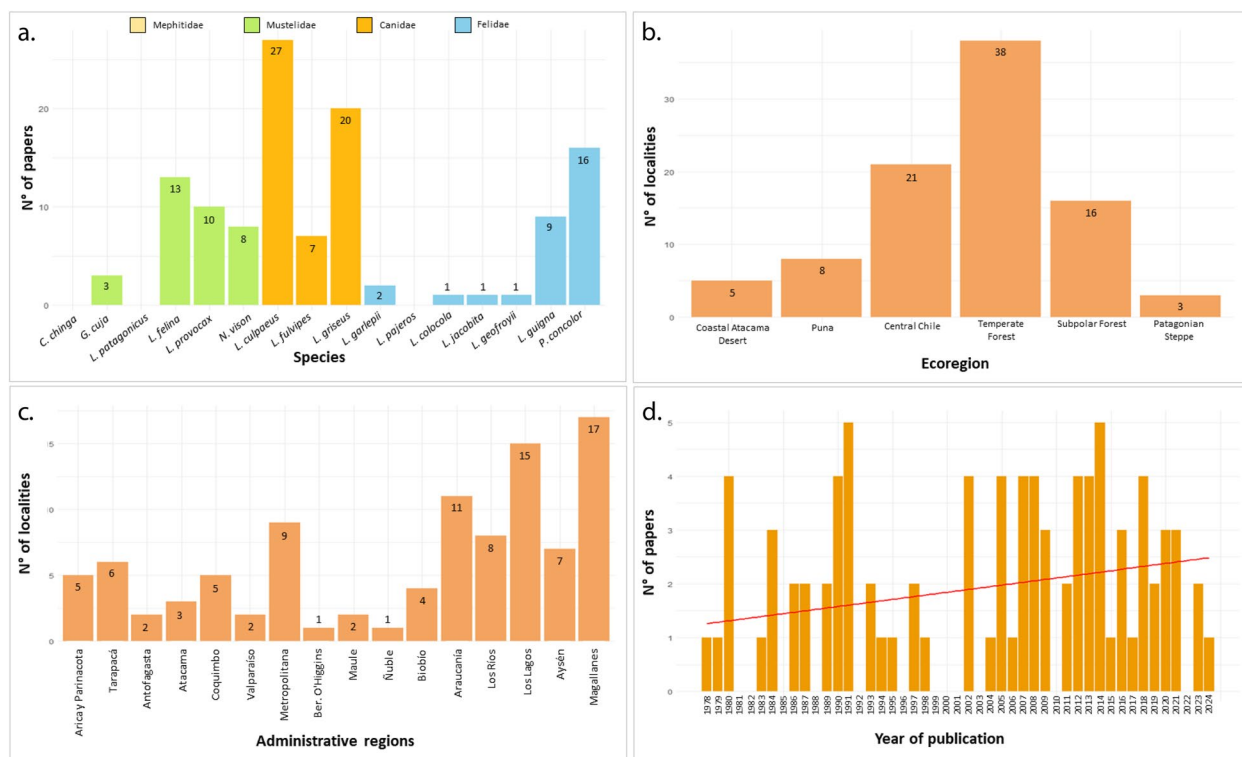 a.
Mephitidae Mustelidae Canidae Felidae
N° of papers
20
10
0
3
13
10
8
27
7
20
2
1
1
1
9
16
C. chinga
G. cuja
L. patagonicus
L. felina
L. provocax
N. vison
L. culpaeus
L. fulvipes
L. griseus
L. garlepii
L. pajeros
L. colocola
L. jacobita
L. geofroyii
L. guigna
P. concolor
Species
b.
N° of localities
30
20
10
0
5
8
21
38
16
3
Coastal Atacama
Desert
Puna
Central Chile
Temperate
Forest
Subpolar Forest
Patagonian
Steppe
Ecoregion
c.
N° of localities
5
0
5
0
5
6
2
3
5
2
9
1
2
1
4
11
8
15
7
17
Arica y Parinacota
Tarapacá
Antofagasta
Atacama
Coquimbo
Valparaíso
Metropolitana
Ber. O'Higgins
Maule
Ñuble
Biobío
Araucanía
Los Ríos
Los Lagos
Aysén
Magallanes
Administrative regions
d.
N° of papers
5
4
3
2
1
0
1978
1979
1980
1981
1982
1983
1984
1985
1986
1987
1988
1989
1990
1991
1992
1993
1994
1995
1996
1997
1998
1999
2000
2001
2002
2003
2004
2005
2006
2007
2008
2009
2010
2011
2012
2013
2014
2015
2016
2017
2018
2019
2020
2021
2022
2023
2024
Year of publication